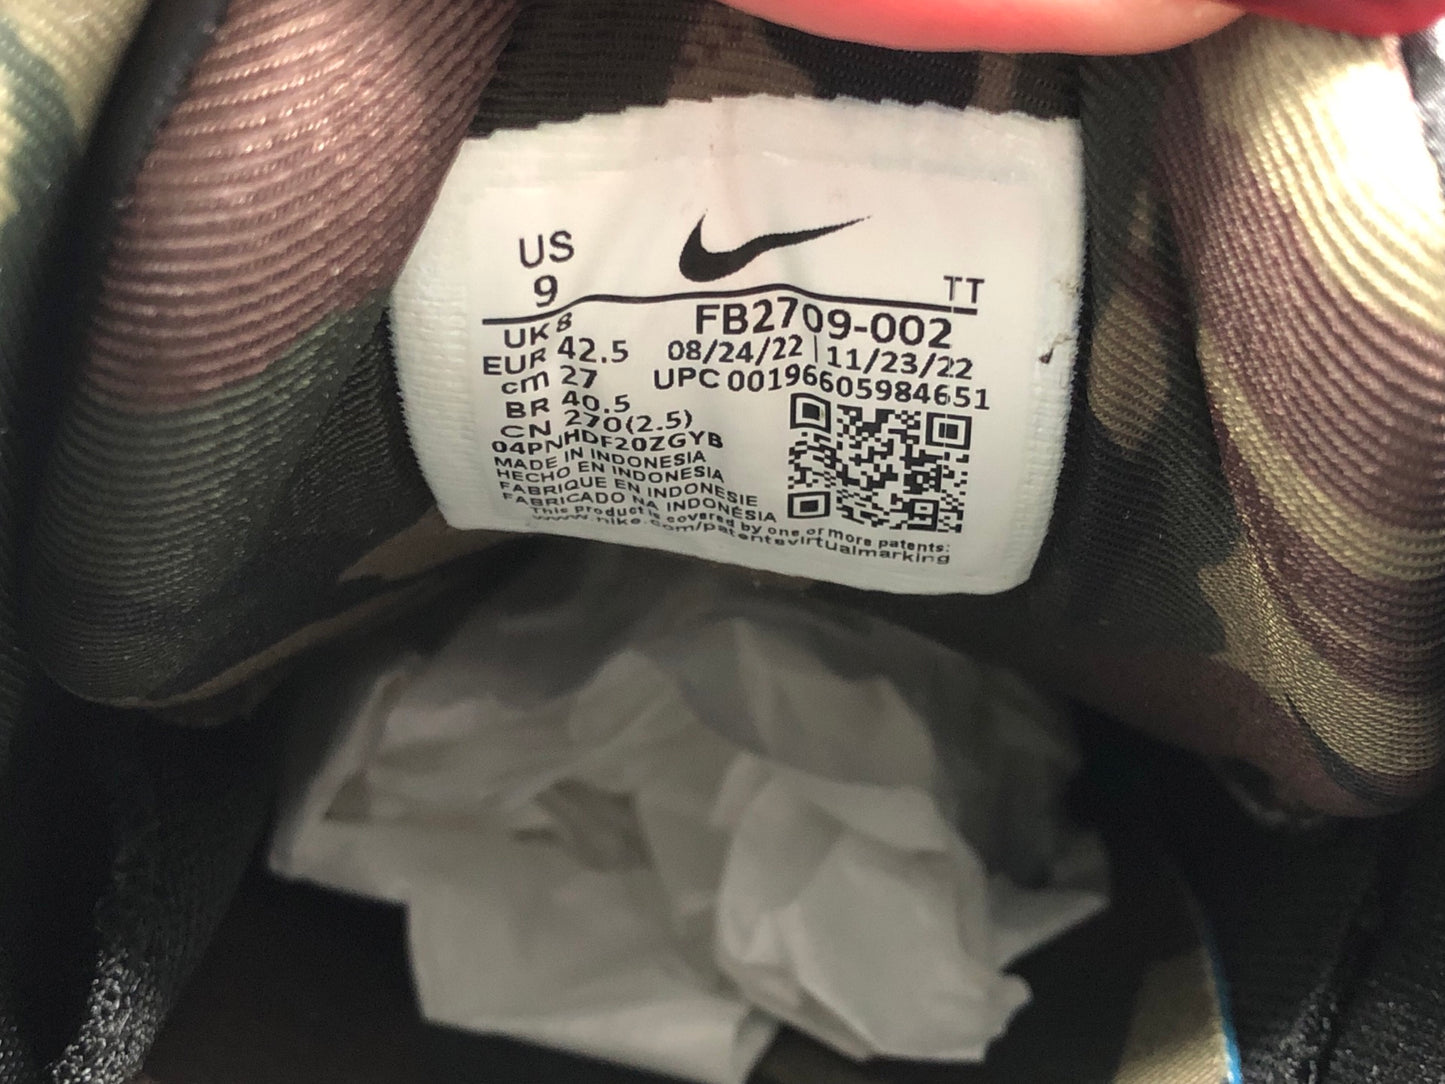 US
9
TT
UK 8
EUR 42.5
cm 27
BR 40.5
CN 270(2.5)
04PNHDF20ZGYB
MADE IN INDONESIA
HECHO EN INDONESIA
FABRIQUE EN INDONESIE
FABRICADO NA INDONÉSIA
FB2709-002
08/24/22 | 11/23/22
UPC 00196605984651
This product is covered by one or more patents:
www.nike.com/patentsvirtualmarking